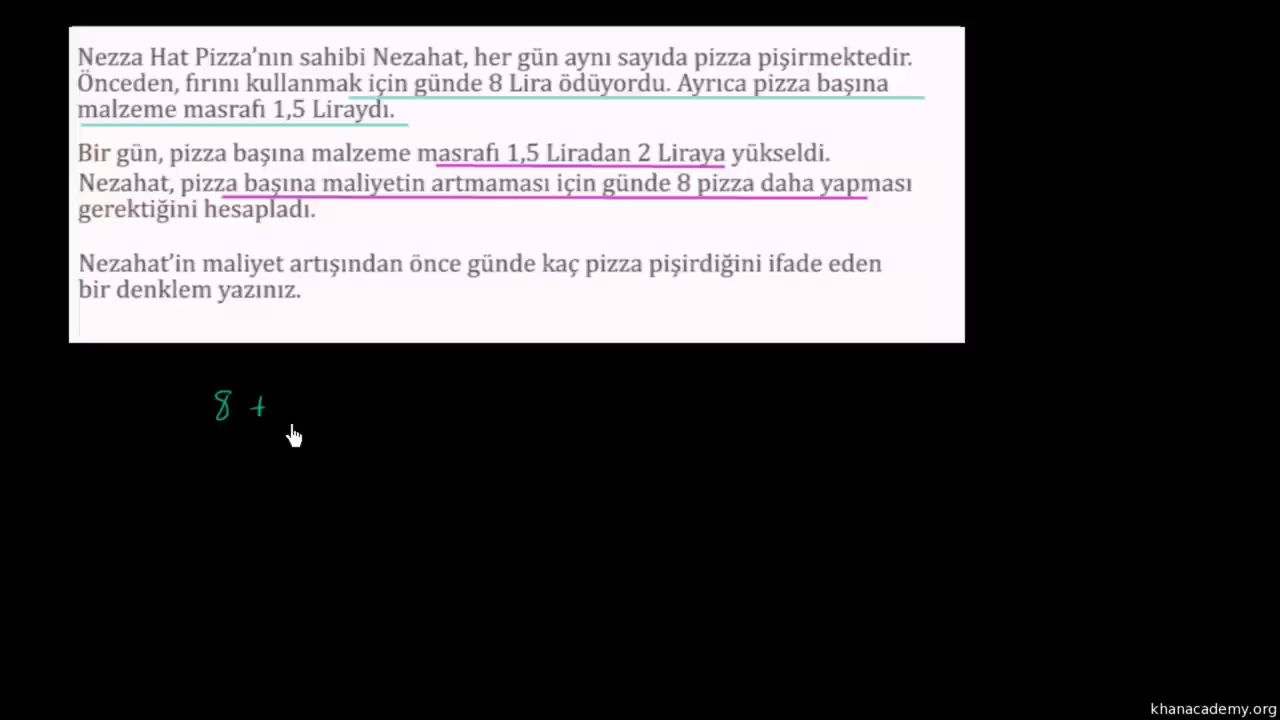 Nezza Hat Pizza’nın sahibi Nezahat, her gün aynı sayıda pizza pişirmektedir.
Önceden, fırını kullanmak için günde 8 Lira ödüyordu. Ayrıca pizza başına
malzeme masrafı 1,5 Liraydı.
Bir gün, pizza başına malzeme masrafı 1,5 Liradan 2 Liraya yükseldi.
Nezahat, pizza başına maliyetin artmaması için günde 8 pizza daha yapması
gerektiğini hesapladı.
Nezahat’in maliyet artışından önce günde kaç pizza pişirdiğini ifade eden
bir denklem yazınız.
8 +
khanacademy.org